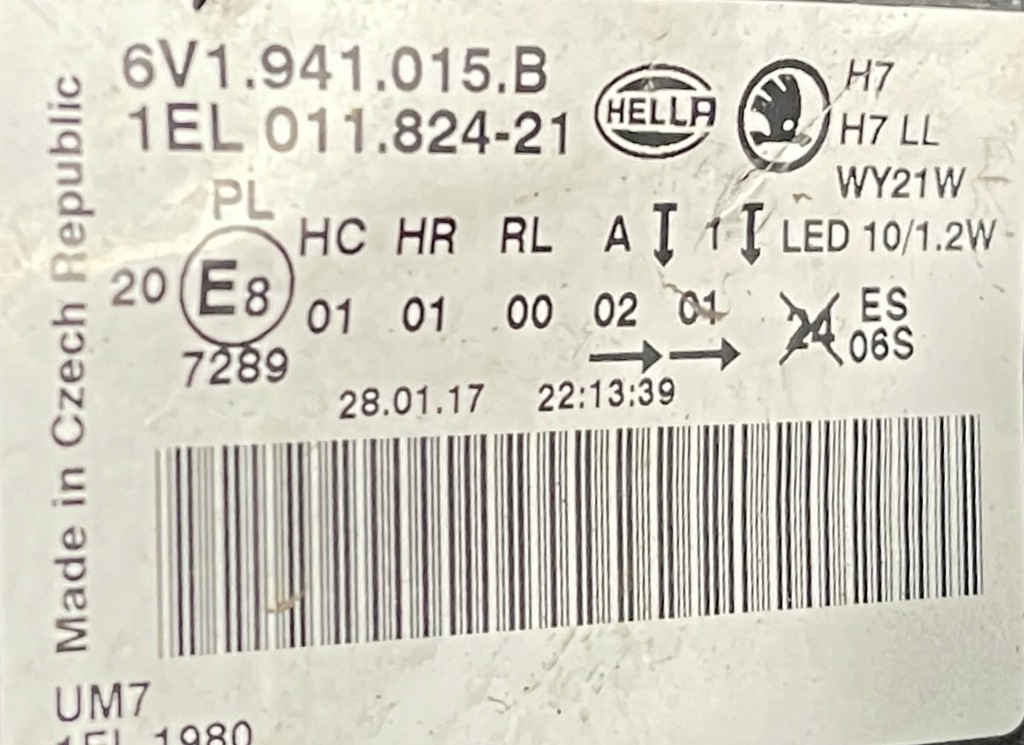 Made in Czech Republic
6V1.941.015.B
1EL 011.824-21
HELLA
H7
H7 LL
WY21W
LED 10/1.2W
PL
HC HR RL A 1
20 E8 01 01 00 02 01
24 ES
06S
7289
28.01.17 22:13:39
UM7
1EL 1980